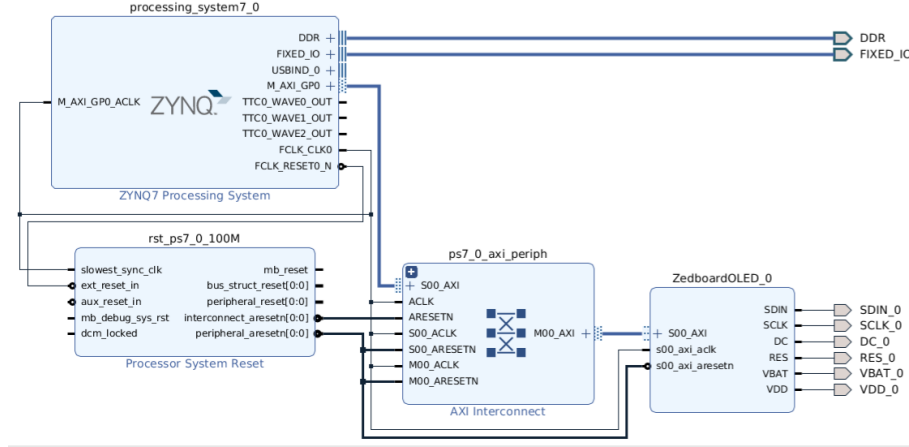 processing_system7_0
DDR
FIXED_IO
USBIND_0
M_AXI_GP0
M_AXI_GP0_ACLK
ZYNQ
TTC0_WAVE0_OUT
TTC0_WAVE1_OUT
TTC0_WAVE2_OUT
FCLK_CLK0
FCLK_RESET0_N
ZYNQ7 Processing System
DDR
FIXED_IO
rst_ps7_0_100M
slowest_sync_clk
ext_reset_in
aux_reset_in
mb_debug_sys_rst
dcm_locked
mb_reset
bus_struct_reset[0:0]
peripheral_reset[0:0]
interconnect_aresetn[0:0]
peripheral_aresetn[0:0]
Processor System Reset
ps7_0_axi_periph
S00_AXI
ACLK
ARESETN
S00_ACLK
S00_ARESETN
M00_ACLK
M00_ARESETN
M00_AXI
AXI Interconnect
ZedboardOLED_0
S00_AXI
s00_axi_aclk
s00_axi_aresetn
SDIN
SCLK
DC
RES
VBAT
VDD
SDIN_0
SCLK_0
DC_0
RES_0
VBAT_0
VDD_0